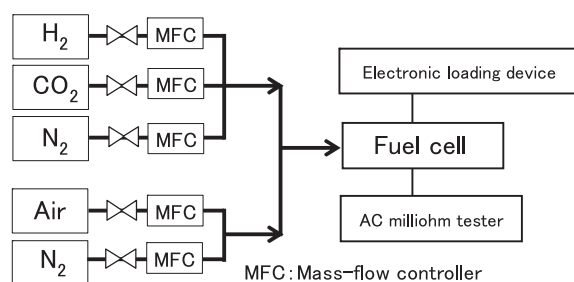 H₂ MFC
CO₂ MFC
N₂ MFC
Air MFC
N₂ MFC
Electronic loading device
Fuel cell
AC milliohm tester
MFC:Mass-flow controller